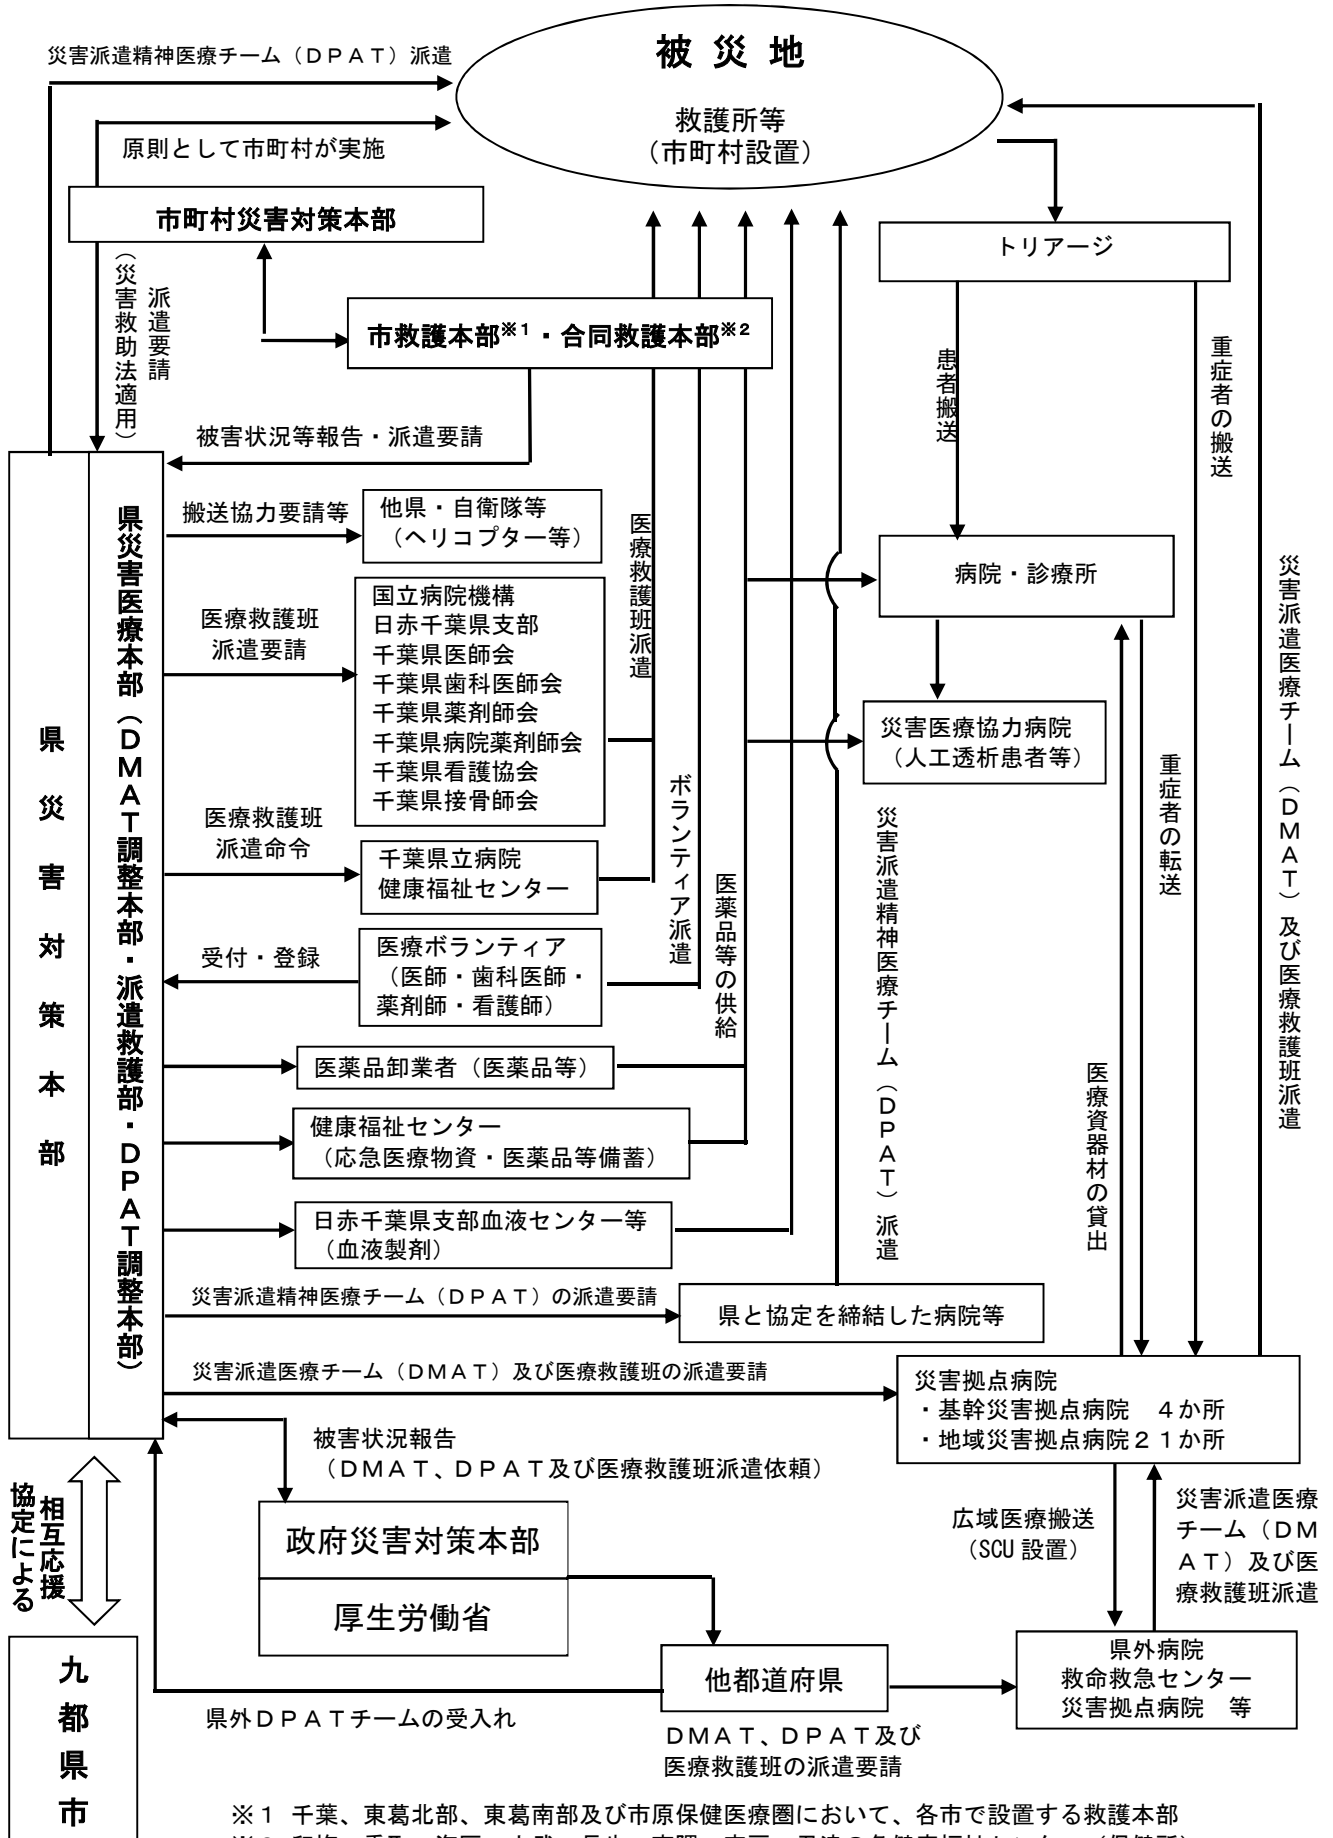 災害派遣精神医療チーム（ＤＰＡＴ）派遣
被 災 地
救護所等
（市町村設置）
原則として市町村が実施
市町村災害対策本部
トリアージ
派遣要請
（災害救助法適用）
市救護本部※1・合同救護本部※2
患者搬送
重症者の搬送
被害状況等報告・派遣要請
県災害対策本部
県災害医療本部（ＤＭＡＴ調整本部・派遣救護部・ＤＰＡＴ調整本部）
搬送協力要請等
他県・自衛隊等
（ヘリコプター等）
医療救護班派遣
病院・診療所
災害派遣医療チーム（ＤＭＡＴ）及び医療救護班派遣
医療救護班
派遣要請
国立病院機構
日赤千葉県支部
千葉県医師会
千葉県歯科医師会
千葉県薬剤師会
千葉県病院薬剤師会
千葉県看護協会
千葉県接骨師会
災害医療協力病院
（人工透析患者等）
重症者の転送
ボランティア派遣
医療救護班
派遣命令
千葉県立病院
健康福祉センター
医薬品等の供給
災害派遣精神医療チーム（ＤＰＡＴ）派遣
受付・登録
医療ボランティア
（医師・歯科医師・
薬剤師・看護師）
医薬品卸業者（医薬品等）
医療資器材の貸出
健康福祉センター
（応急医療物資・医薬品等備蓄）
日赤千葉県支部血液センター等
（血液製剤）
災害派遣精神医療チーム（ＤＰＡＴ）の派遣要請
県と協定を締結した病院等
災害派遣医療チーム（ＤＭＡＴ）及び医療救護班の派遣要請
災害拠点病院
・基幹災害拠点病院　４か所
・地域災害拠点病院２１か所
被害状況報告
（ＤＭＡＴ、ＤＰＡＴ及び医療救護班派遣依頼）
相互応援
協定による
政府災害対策本部
厚生労働省
広域医療搬送
（SCU 設置）
災害派遣医療
チーム（ＤＭ
ＡＴ）及び医
療救護班派遣
他都道府県
県外病院
救命救急センター
災害拠点病院　等
九都県市
県外ＤＰＡＴチームの受入れ
ＤＭＡＴ、ＤＰＡＴ及び
医療救護班の派遣要請
※１ 千葉、東葛北部、東葛南部及び市原保健医療圏において、各市で設置する救護本部